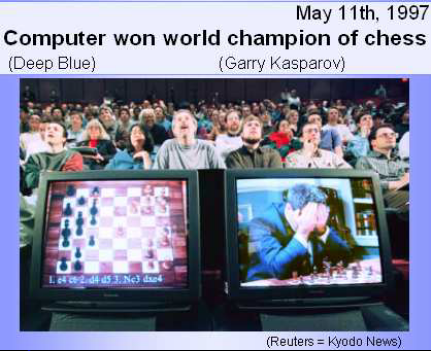 May 11th, 1997
Computer won world champion of chess
(Deep Blue) (Garry Kasparov)
1. e4 c6 2. d4 d5 3. Nc3 dxe4
(Reuters = Kyodo News)